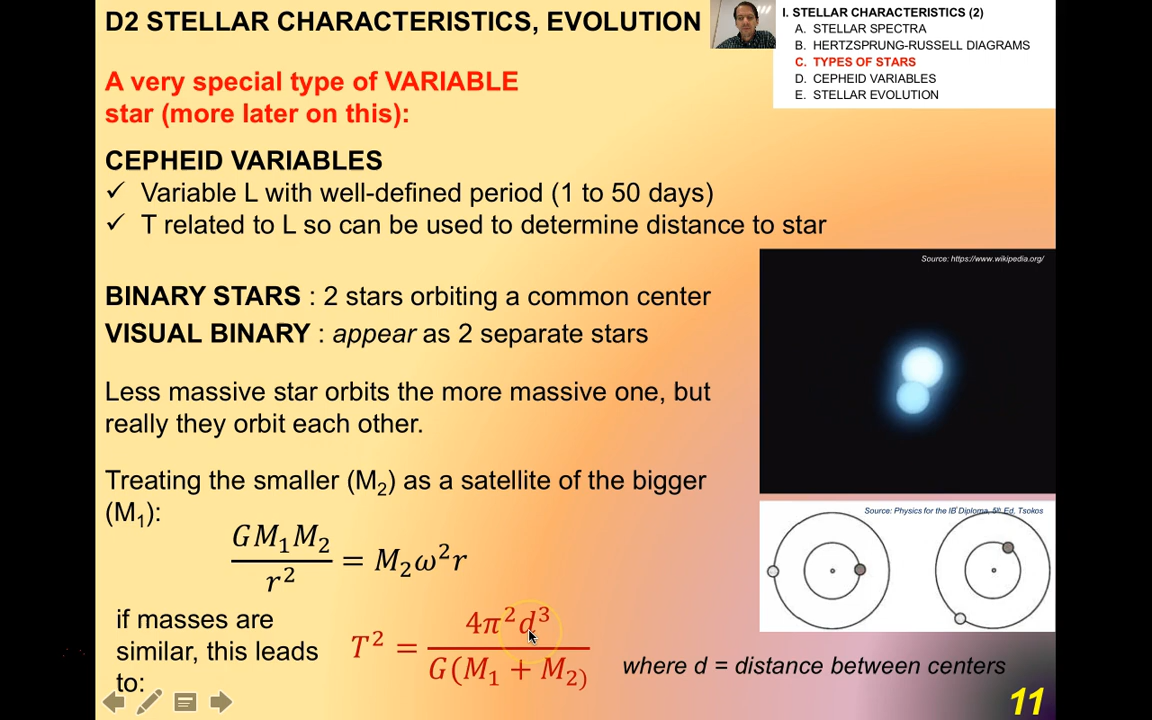 D2 STELLAR CHARACTERISTICS, EVOLUTION
I. STELLAR CHARACTERISTICS (2)
A. STELLAR SPECTRA
B. HERTZSPRUNG-RUSSELL DIAGRAMS
C. TYPES OF STARS
D. CEPHEID VARIABLES
E. STELLAR EVOLUTION
A very special type of VARIABLE
star (more later on this):
CEPHEID VARIABLES
✓ Variable L with well-defined period (1 to 50 days)
✓ T related to L so can be used to determine distance to star
Source: https://www.wikipedia.org/
BINARY STARS : 2 stars orbiting a common center
VISUAL BINARY : appear as 2 separate stars
Less massive star orbits the more massive one, but
really they orbit each other.
Treating the smaller (M₂) as a satellite of the bigger
(M₁):
Source: Physics for the IB Diploma, 5th Ed, Tsokos
GM₁M₂ / r² = M₂ω²r
if masses are
similar, this leads
to:
T² = 4π²d³ / G(M₁ + M₂)
where d = distance between centers
11